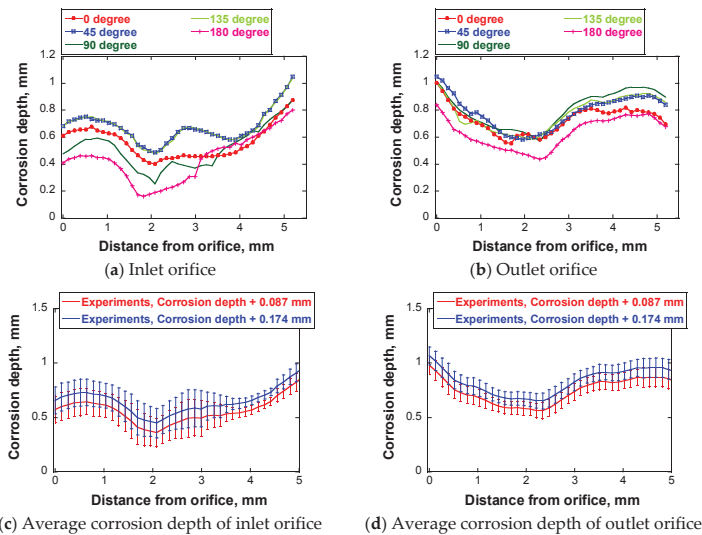 0 degree
135 degree
45 degree
180 degree
90 degree
1.2
1
0.8
0.6
0.4
0.2
0
Corrosion depth, mm
0 1 2 3 4 5
Distance from orifice, mm
(a) Inlet orifice
0 degree
135 degree
45 degree
180 degree
90 degree
1.2
1
0.8
0.6
0.4
0.2
0
Corrosion depth, mm
0 1 2 3 4 5
Distance from orifice, mm
(b) Outlet orifice
Experiments, Corrosion depth + 0.087 mm
Experiments, Corrosion depth + 0.174 mm
1.5
1
0.5
0
Corrosion depth, mm
0 1 2 3 4 5
Distance from orifice, mm
(c) Average corrosion depth of inlet orifice
Experiments, Corrosion depth + 0.087 mm
Experiments, Corrosion depth + 0.174 mm
1.5
1
0.5
0
Corrosion depth, mm
0 1 2 3 4 5
Distance from orifice, mm
(d) Average corrosion depth of outlet orifice